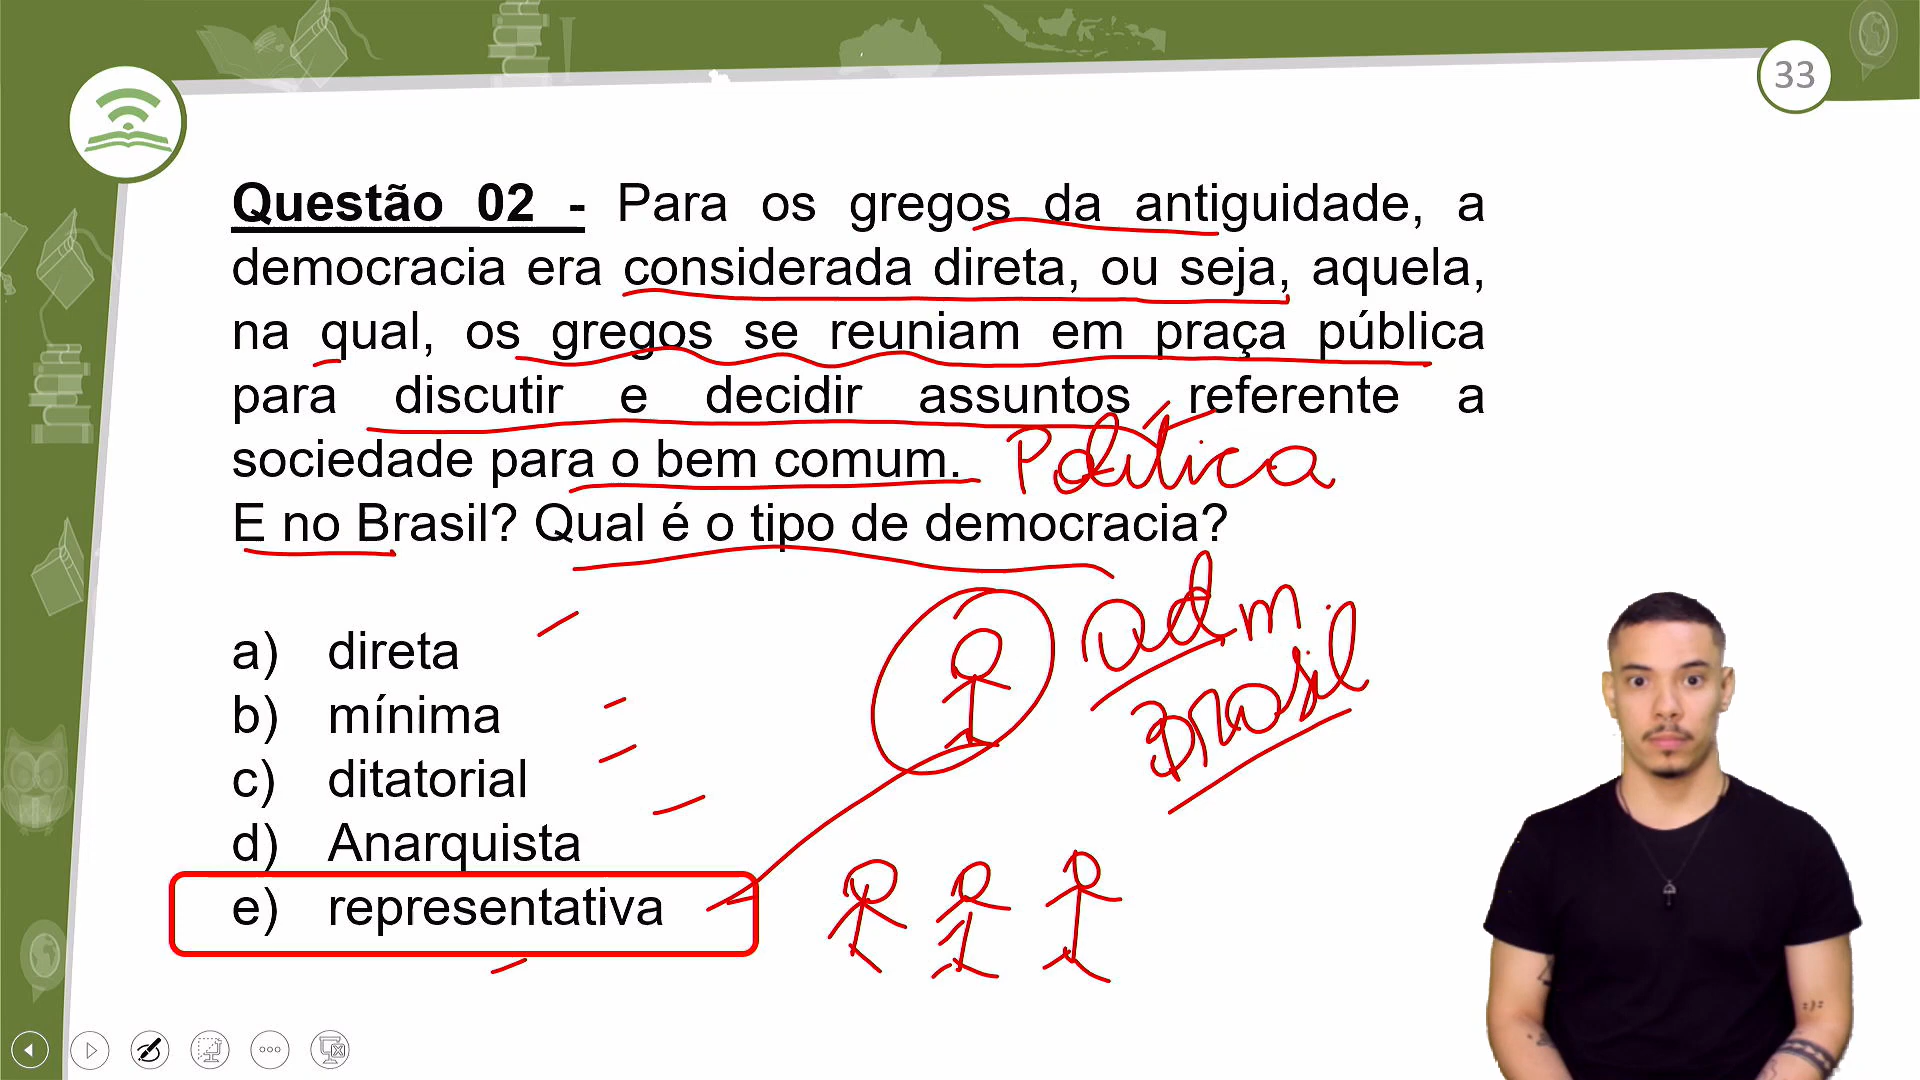 33
Questão 02 - Para os gregos da antiguidade, a
democracia era considerada direta, ou seja, aquela,
na qual, os gregos se reuniam em praça pública
para discutir e decidir assuntos referente a
sociedade para o bem comum. Política
E no Brasil? Qual é o tipo de democracia?
adm
Brasil
a) direta
b) mínima
c) ditatorial
d) Anarquista
e) representativa